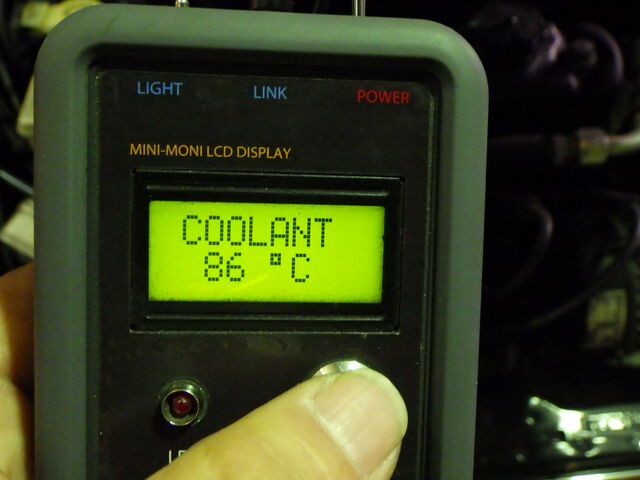 LIGHT LINK POWER
MINI-MONI LCD DISPLAY
COOLANT
86 °C